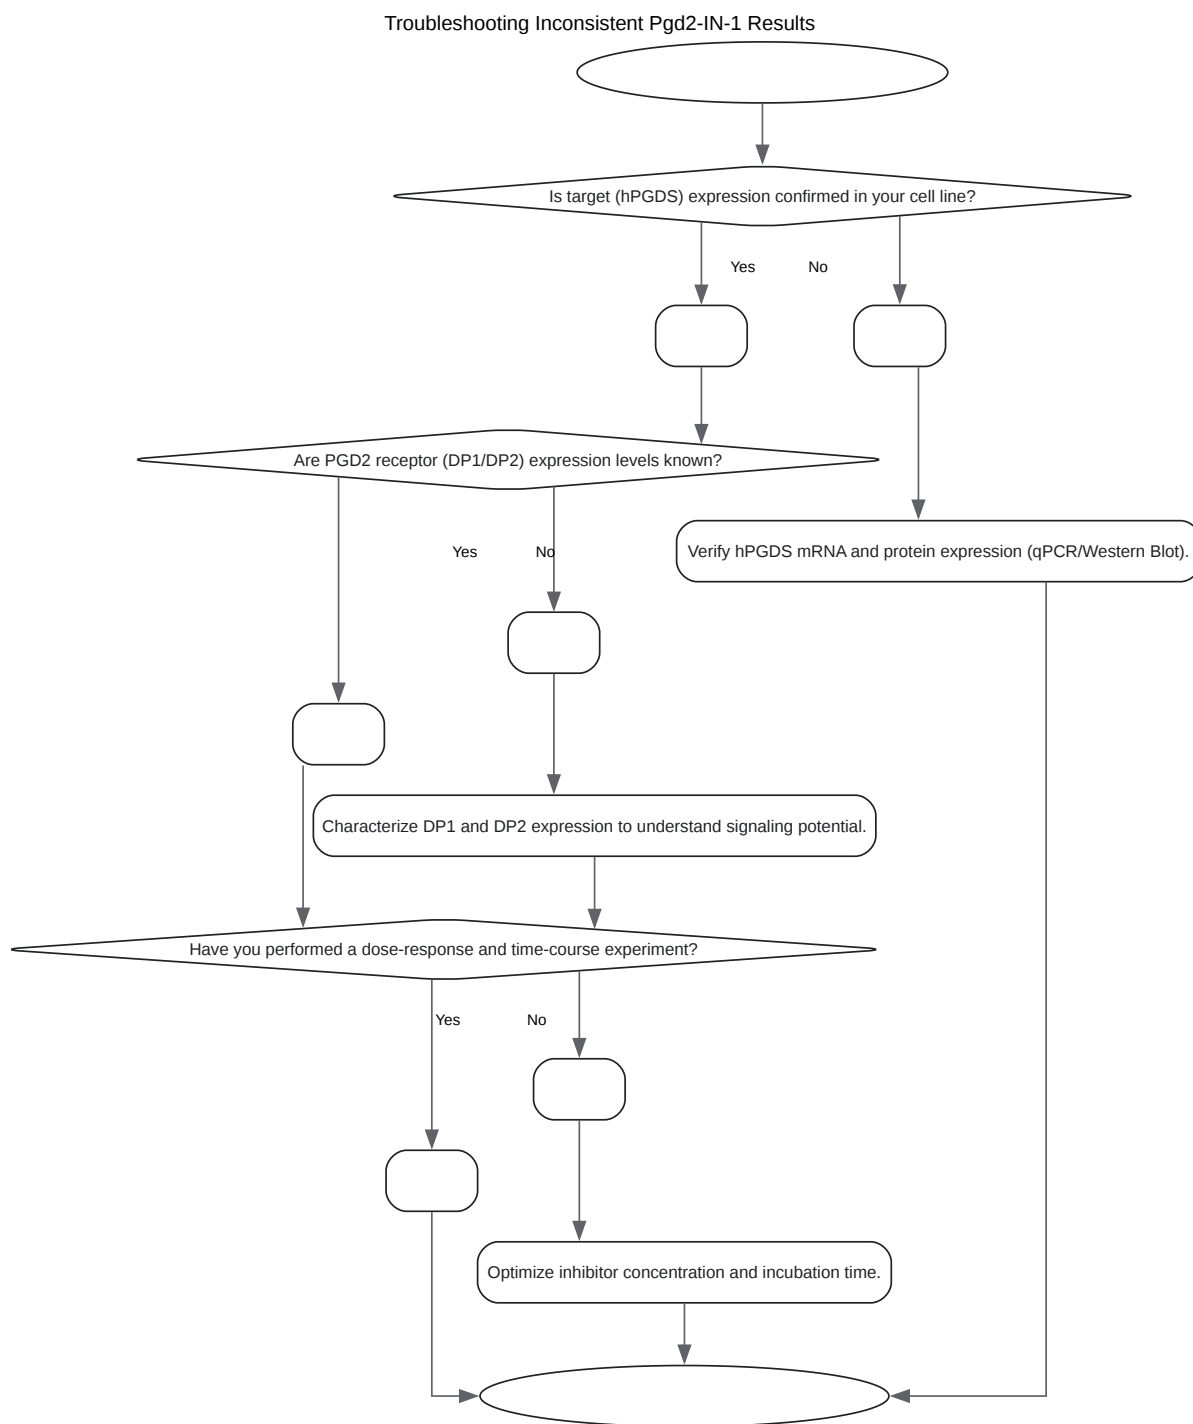 Troubleshooting Inconsistent Pgd2-IN-1 Results
Is target (hPGDS) expression confirmed in your cell line?
Yes
No
Are PGD2 receptor (DP1/DP2) expression levels known?
Yes
No
Verify hPGDS mRNA and protein expression (qPCR/Western Blot).
Characterize DP1 and DP2 expression to understand signaling potential.
Have you performed a dose-response and time-course experiment?
Yes
No
Optimize inhibitor concentration and incubation time.